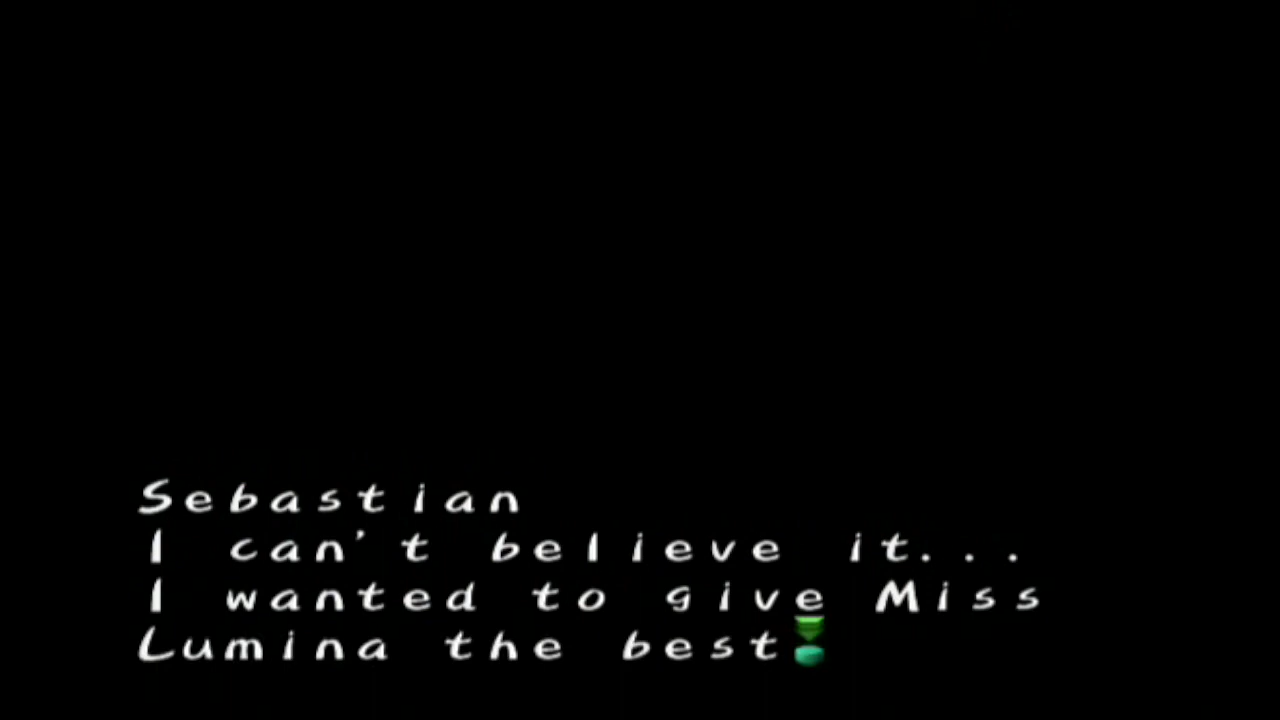 Sebastian
I can't believe it...
I wanted to give Miss
Lumina the best